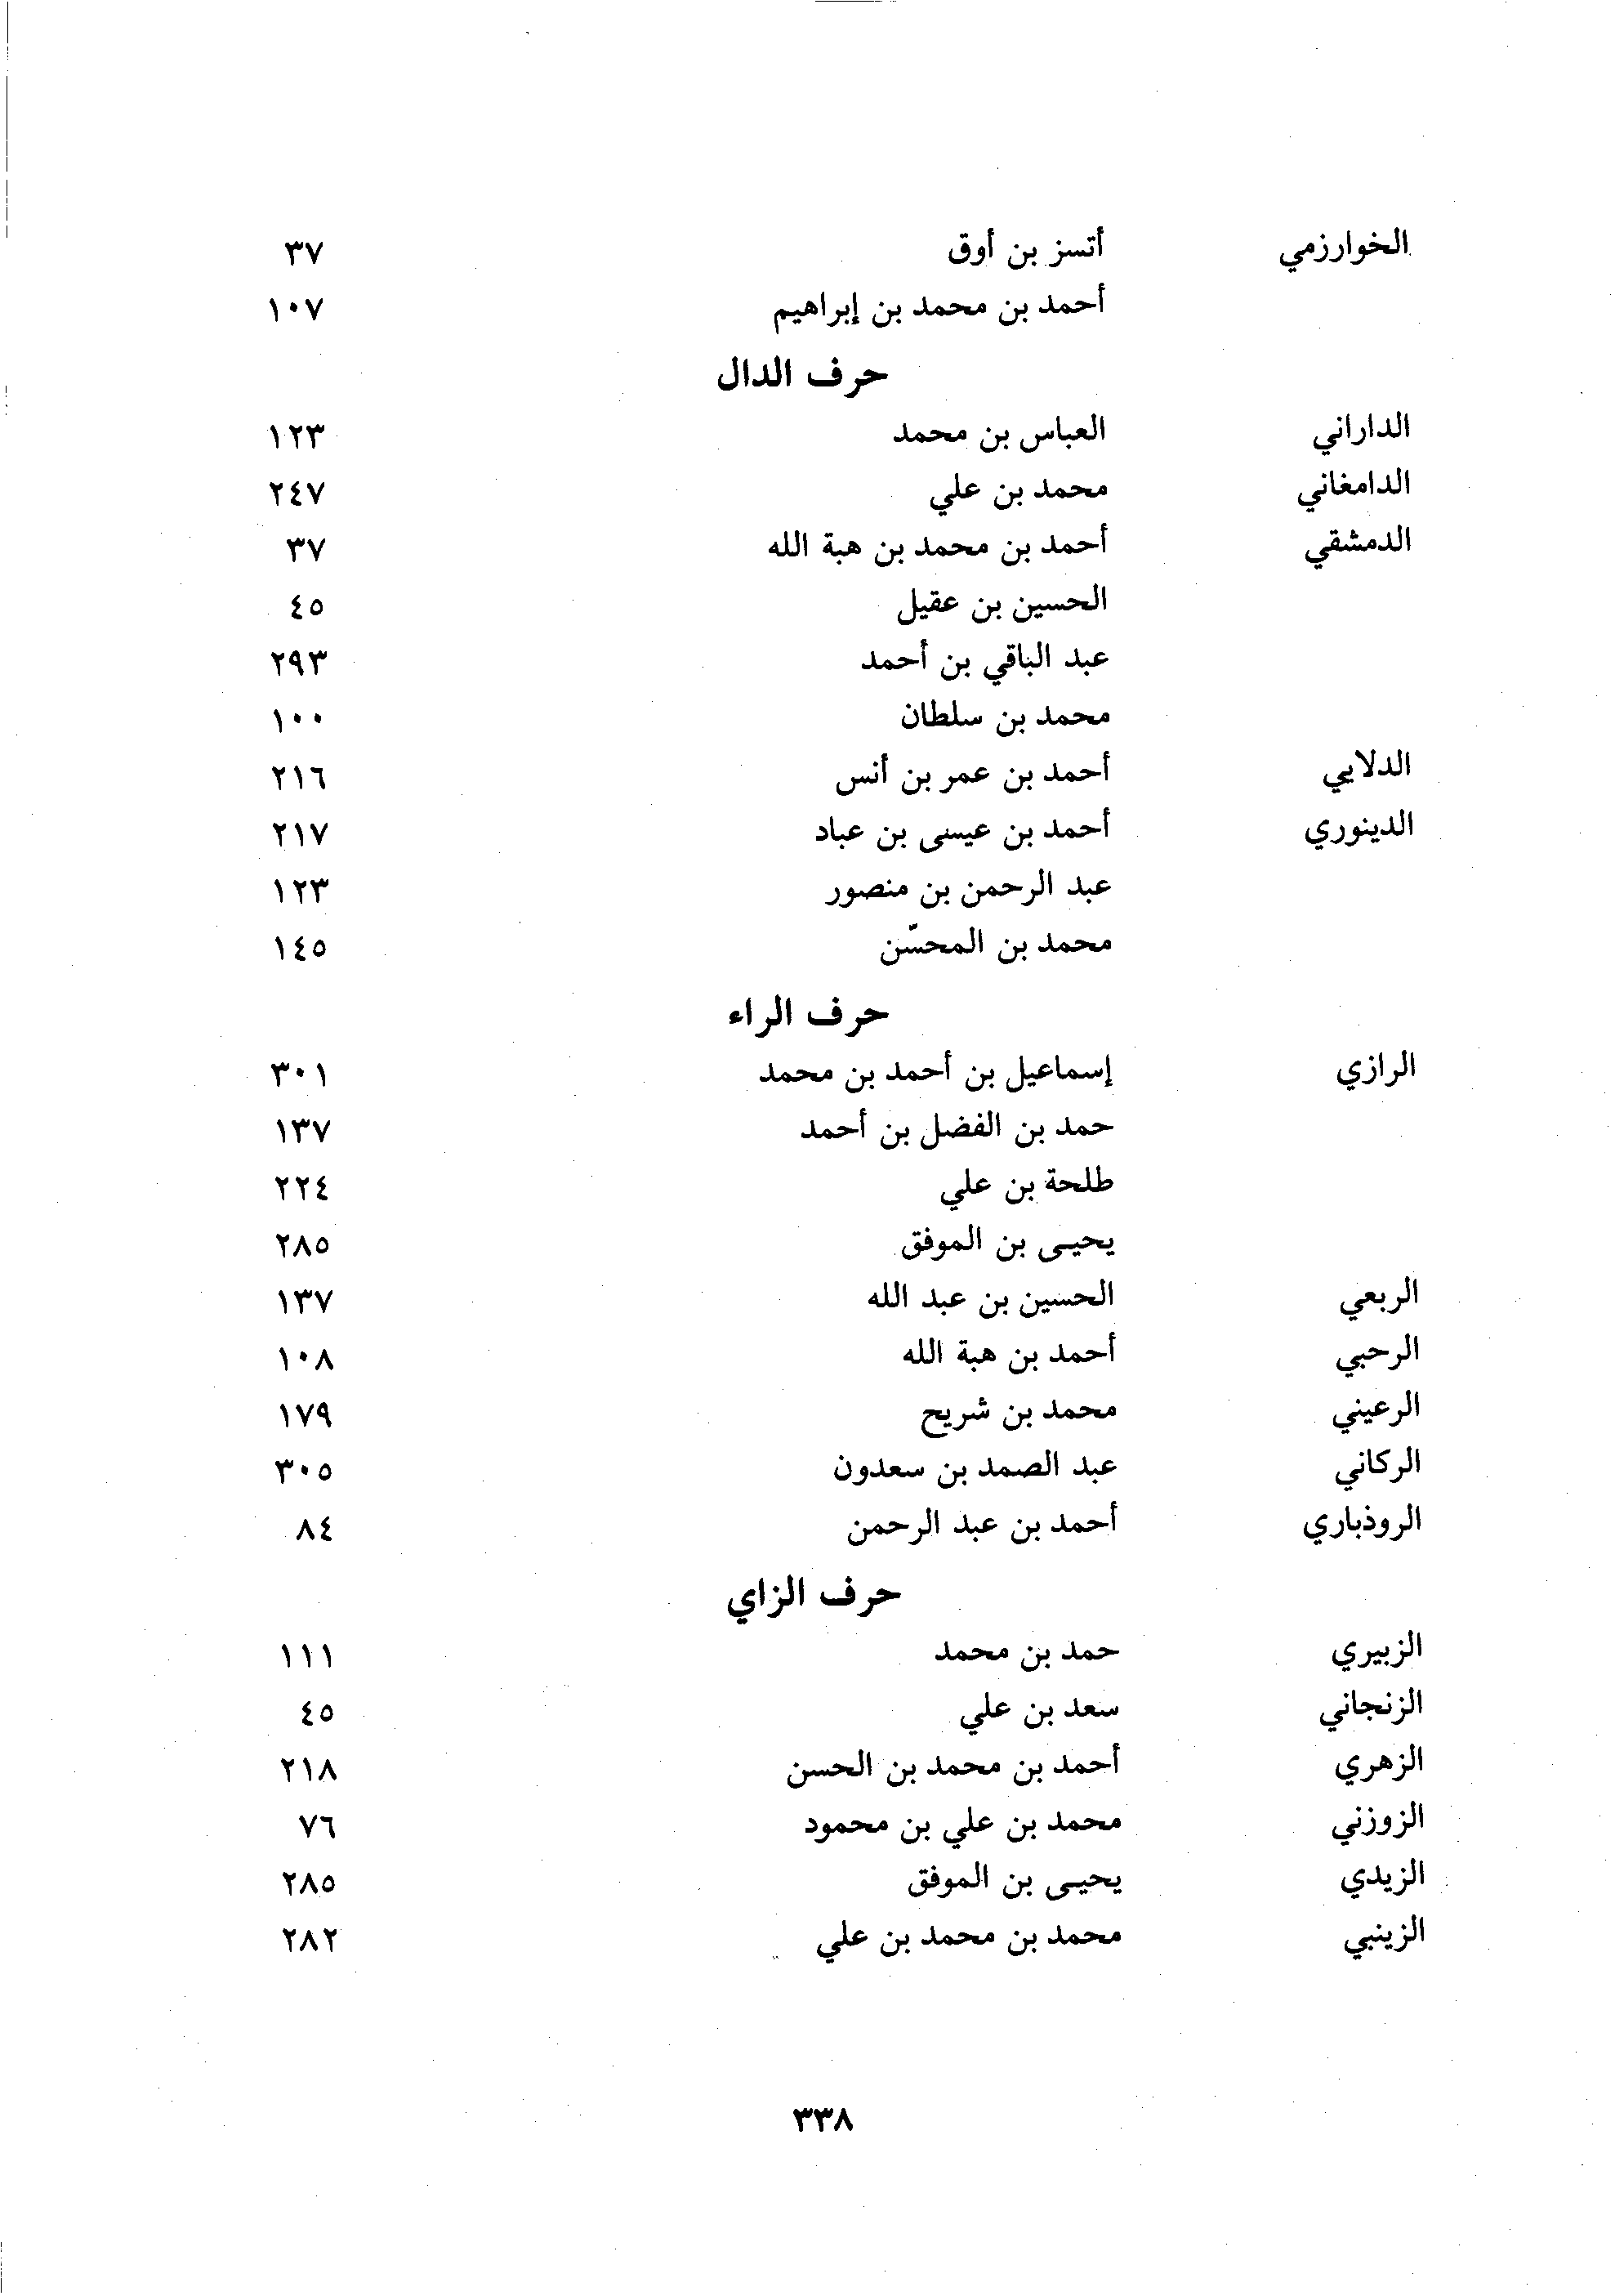 الخوارزمي أتسز بن أوق ٣٧
أحمد بن محمد بن إبراهيم ١٠٧
حرف الدال
الداراني العباس بن محمد ١٢٣
الدامغاني محمد بن علي ٢٤٧
الدمشقي أحمد بن محمد بن هبة الله ٣٧
الحسين بن عقيل ٤٥
عبد الباقي بن أحمد ٢٩٣
محمد بن سلطان ١٠٠
الدلايي أحمد بن عمر بن أنس ٢١٦
الدينوري أحمد بن عيسى بن عباد ٢١٧
عبد الرحمن بن منصور ١٢٣
محمد بن المحسّن ١٤٥
حرف الراء
الرازي إسماعيل بن أحمد بن محمد ٣٠١
حمد بن الفضل بن أحمد ١٣٧
طلحة بن علي ٢٢٤
يحيى بن الموفق ٢٨٥
الربعي الحسين بن عبد الله ١٣٧
الرحبي أحمد بن هبة الله ١٠٨
الرعيني محمد بن شريح ١٧٩
الركاني عبد الصمد بن سعدون ٣٠٥
الروذباري أحمد بن عبد الرحمن ٨٤
حرف الزاي
الزبيري حمد بن محمد ١١١
الزنجاني سعد بن علي ٤٥
الزهري أحمد بن محمد بن الحسن ٢١٨
الزوزني محمد بن علي بن محمود ٧٦
الزيدي يحيى بن الموفق ٢٨٥
الزينبي محمد بن محمد بن علي ٢٨٢
٣٣٨